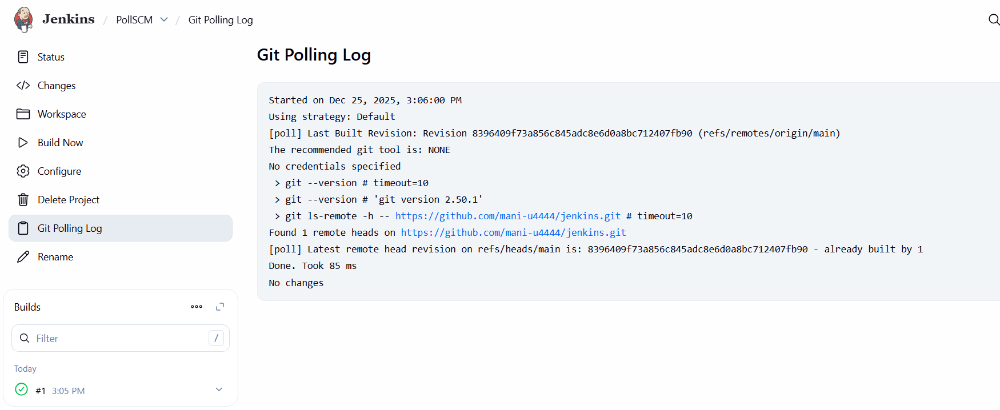 Jenkins / PollSCM / Git Polling Log
Status
Changes
Workspace
Build Now
Configure
Delete Project
Git Polling Log
Rename
Builds
Filter /
Today
#1 3:05 PM
Git Polling Log
Started on Dec 25, 2025, 3:06:00 PM
Using strategy: Default
[poll] Last Built Revision: Revision 8396409f73a856c845adc8e6d0a8bc712407fb90 (refs/remotes/origin/main)
The recommended git tool is: NONE
No credentials specified
> git --version # timeout=10
> git --version # 'git version 2.50.1'
> git ls-remote -h -- https://github.com/mani-u4444/jenkins.git # timeout=10
Found 1 remote heads on https://github.com/mani-u4444/jenkins.git
[poll] Latest remote head revision on refs/heads/main is: 8396409f73a856c845adc8e6d0a8bc712407fb90 - already built by 1
Done. Took 85 ms
No changes